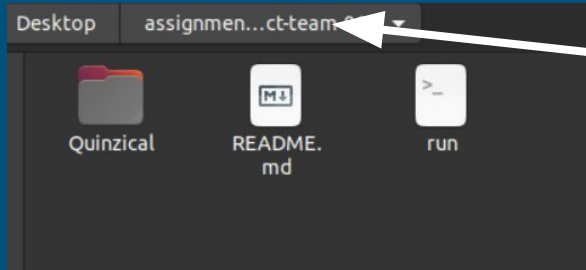 Desktop assignmen...ct-team
M↓
>_
Quinzical README. run
md